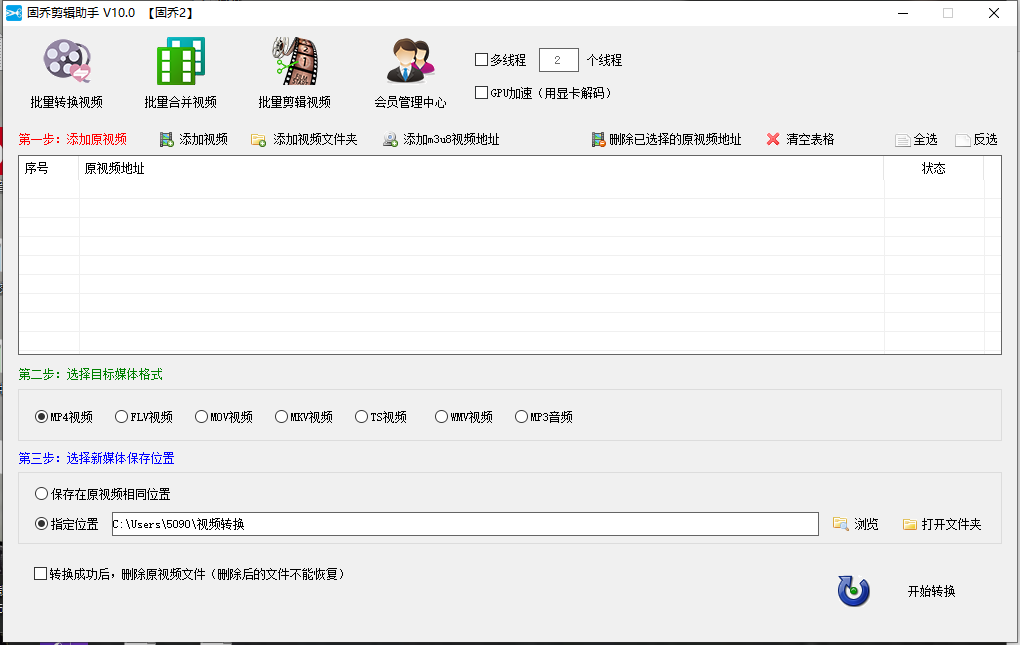 固乔剪辑助手 V10.0 【固乔2】
批量转换视频 批量合并视频 批量剪辑视频 会员管理中心
多线程 2 个线程
GPU加速（用显卡解码）
第一步：添加原视频 添加视频 添加视频文件夹 添加m3u8视频地址 删除已选择的原视频地址 清空表格 全选 反选
序号 原视频地址 状态
第二步：选择目标媒体格式
MP4视频 FLV视频 MOV视频 MKV视频 TS视频 WMV视频 MP3音频
第三步：选择新媒体保存位置
保存在原视频相同位置
指定位置 C:\Users\5090\视频转换 浏览 打开文件夹
转换成功后，删除原视频文件（删除后的文件不能恢复）
开始转换